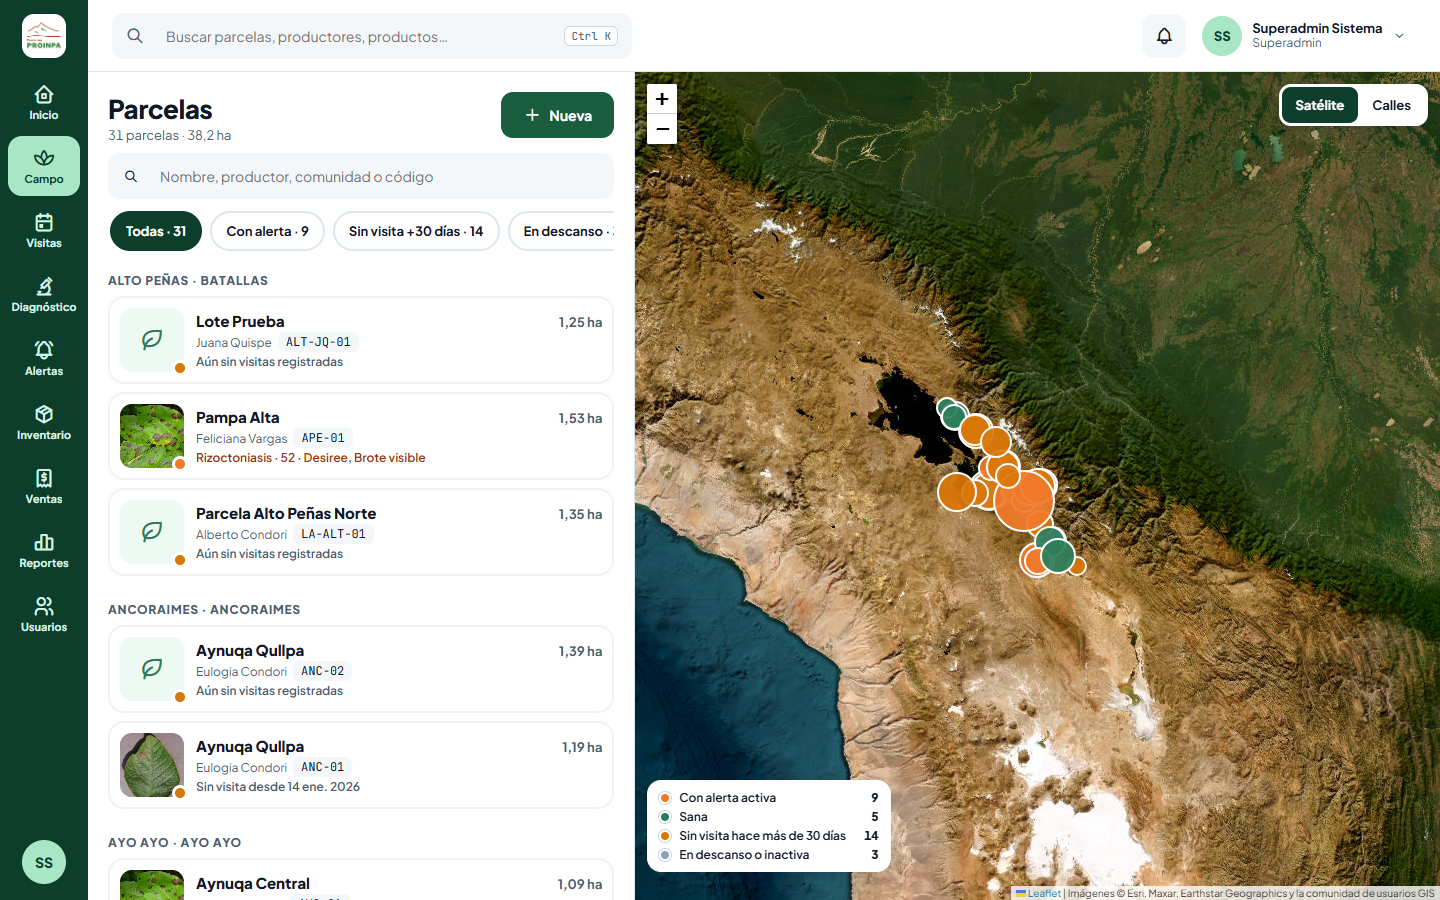 PROINPA
Inicio
Campo
Visitas
Diagnóstico
Alertas
Inventario
Ventas
Reportes
Usuarios
SS
Buscar parcelas, productores, productos...
Ctrl K
SS
Superadmin Sistema
Superadmin
Parcelas
31 parcelas · 38,2 ha
+ Nueva
Nombre, productor, comunidad o código
Todas · 31
Con alerta · 9
Sin visita +30 días · 14
En descanso ·
ALTO PEÑAS · BATALLAS
Lote Prueba
1,25 ha
Juana Quispe ALT-JQ-01
Aún sin visitas registradas
Pampa Alta
1,53 ha
Feliciana Vargas APE-01
Rizoctoniasis · 52 · Desiree, Brote visible
Parcela Alto Peñas Norte
1,35 ha
Alberto Condori LA-ALT-01
Aún sin visitas registradas
ANCORAIMES · ANCORAIMES
Aynuqa Qullpa
1,39 ha
Eulogia Condori ANC-02
Aún sin visitas registradas
Aynuqa Qullpa
1,19 ha
Eulogia Condori ANC-01
Sin visita desde 14 ene. 2026
AYO AYO · AYO AYO
Aynuqa Central
1,09 ha
+
−
Satélite
Calles
Con alerta activa 9
Sana 5
Sin visita hace más de 30 días 14
En descanso o inactiva 3
Leaflet | Imágenes © Esri, Maxar, Earthstar Geographics y la comunidad de usuarios GIS